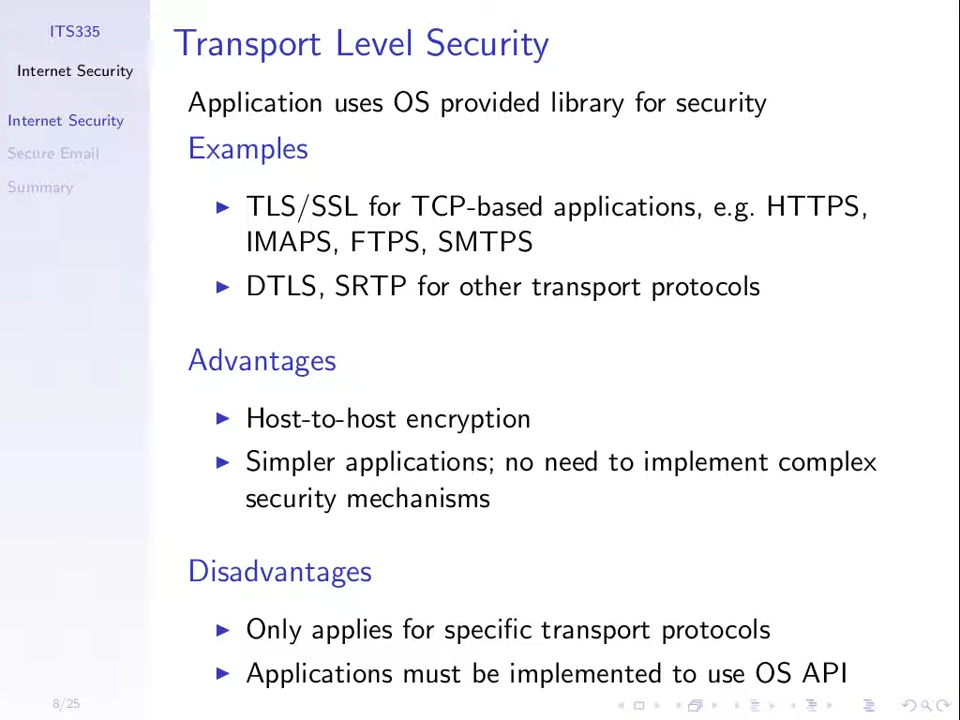 ITS335
Internet Security
Internet Security
Secure Email
Summary
8/25
Transport Level Security
Application uses OS provided library for security
Examples
TLS/SSL for TCP-based applications, e.g. HTTPS,
IMAPS, FTPS, SMTPS
DTLS, SRTP for other transport protocols
Advantages
Host-to-host encryption
Simpler applications; no need to implement complex
security mechanisms
Disadvantages
Only applies for specific transport protocols
Applications must be implemented to use OS API